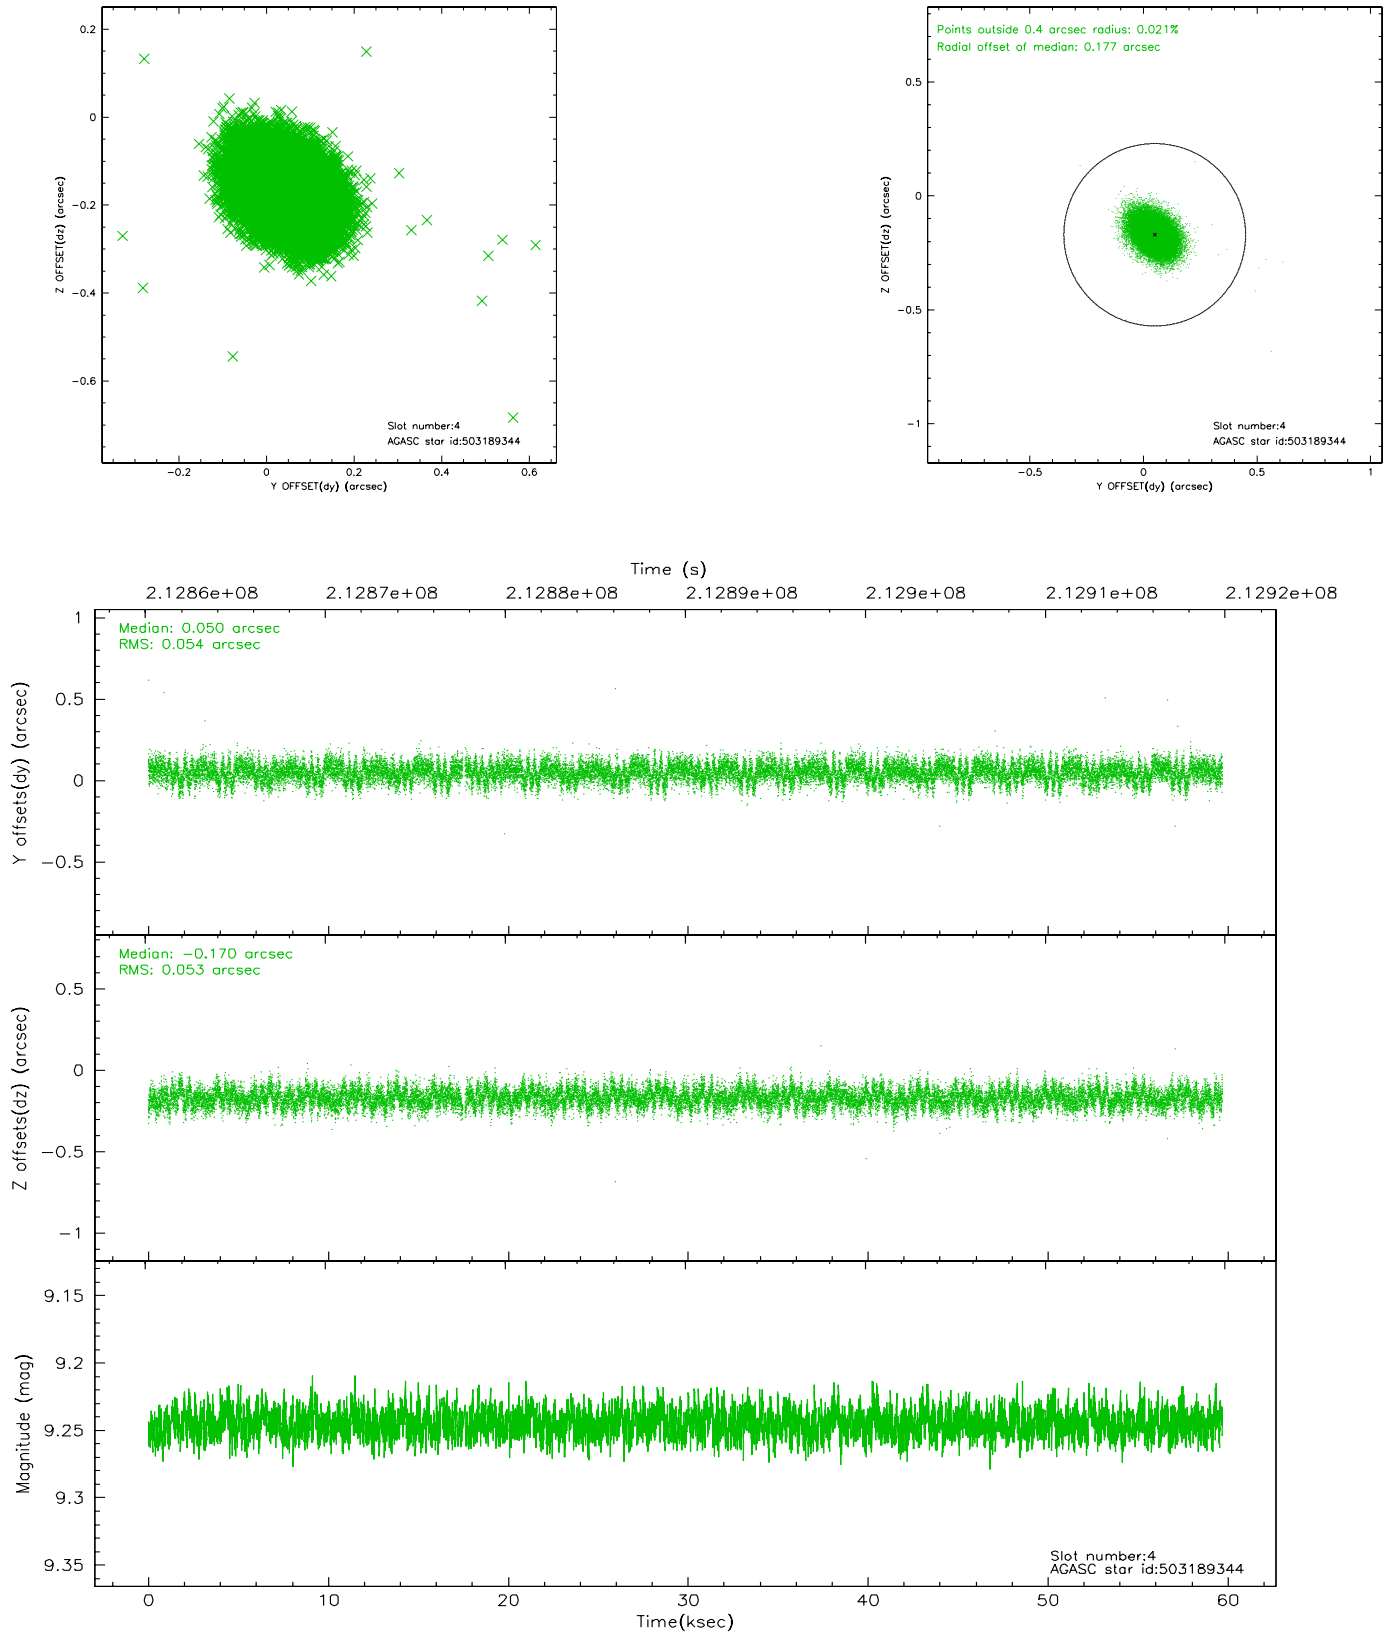 0.2
0
-0.2
-0.4
-0.6
Z OFFSET(dz) (arcsec)
Slot number:4
AGASC star id:503189344
-0.2 0 0.2 0.4 0.6
Y OFFSET(dy) (arcsec)
Points outside 0.4 arcsec radius: 0.021%
Radial offset of median: 0.177 arcsec
0.5
0
-0.5
-1
Z OFFSET(dz) (arcsec)
Slot number:4
AGASC star id:503189344
-0.5 0 0.5 1
Y OFFSET(dy) (arcsec)
Time (s)
2.1286e+08 2.1287e+08 2.1288e+08 2.1289e+08 2.129e+08 2.1291e+08 2.1292e+08
Median: 0.050 arcsec
RMS: 0.054 arcsec
1
0.5
0
-0.5
Y offsets(dy) (arcsec)
Median: -0.170 arcsec
RMS: 0.053 arcsec
0.5
0
-0.5
-1
Z offsets(dz) (arcsec)
9.15
9.2
9.25
9.3
9.35
Magnitude (mag)
Slot number:4
AGASC star id:503189344
0 10 20 30 40 50 60
Time(ksec)